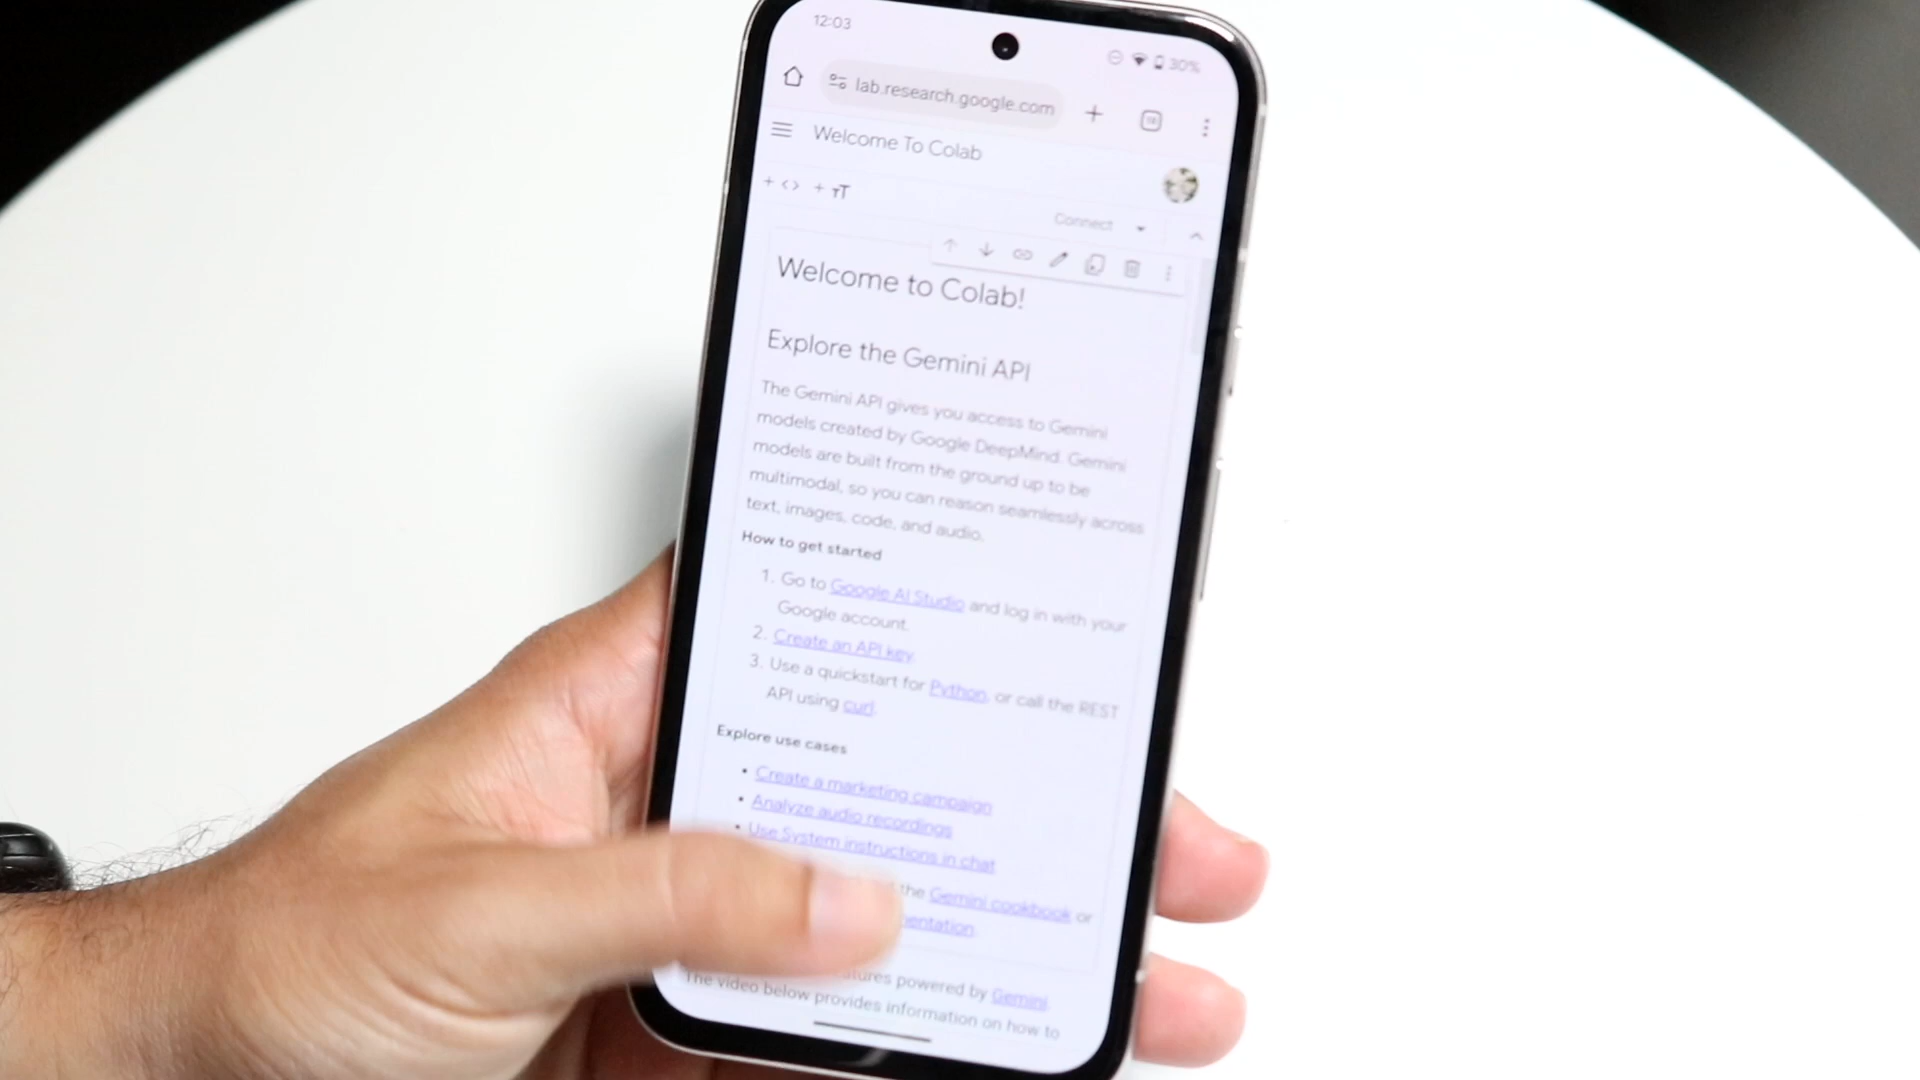 12:03
30%
lab.research.google.com
18
Welcome To Colab
+ <> + TT
Connect
Welcome to Colab!
Explore the Gemini API
The Gemini API gives you access to Gemini
models created by Google DeepMind. Gemini
models are built from the ground up to be
multimodal, so you can reason seamlessly across
text, images, code, and audio.
How to get started
1. Go to Google AI Studio and log in with your
Google account.
2. Create an API key.
3. Use a quickstart for Python, or call the REST
API using curl.
Explore use cases
• Create a marketing campaign
• Analyze audio recordings
• Use System instructions in chat
the Gemini cookbook or
entation.
atures powered by Gemini.
The video below provides information on how to